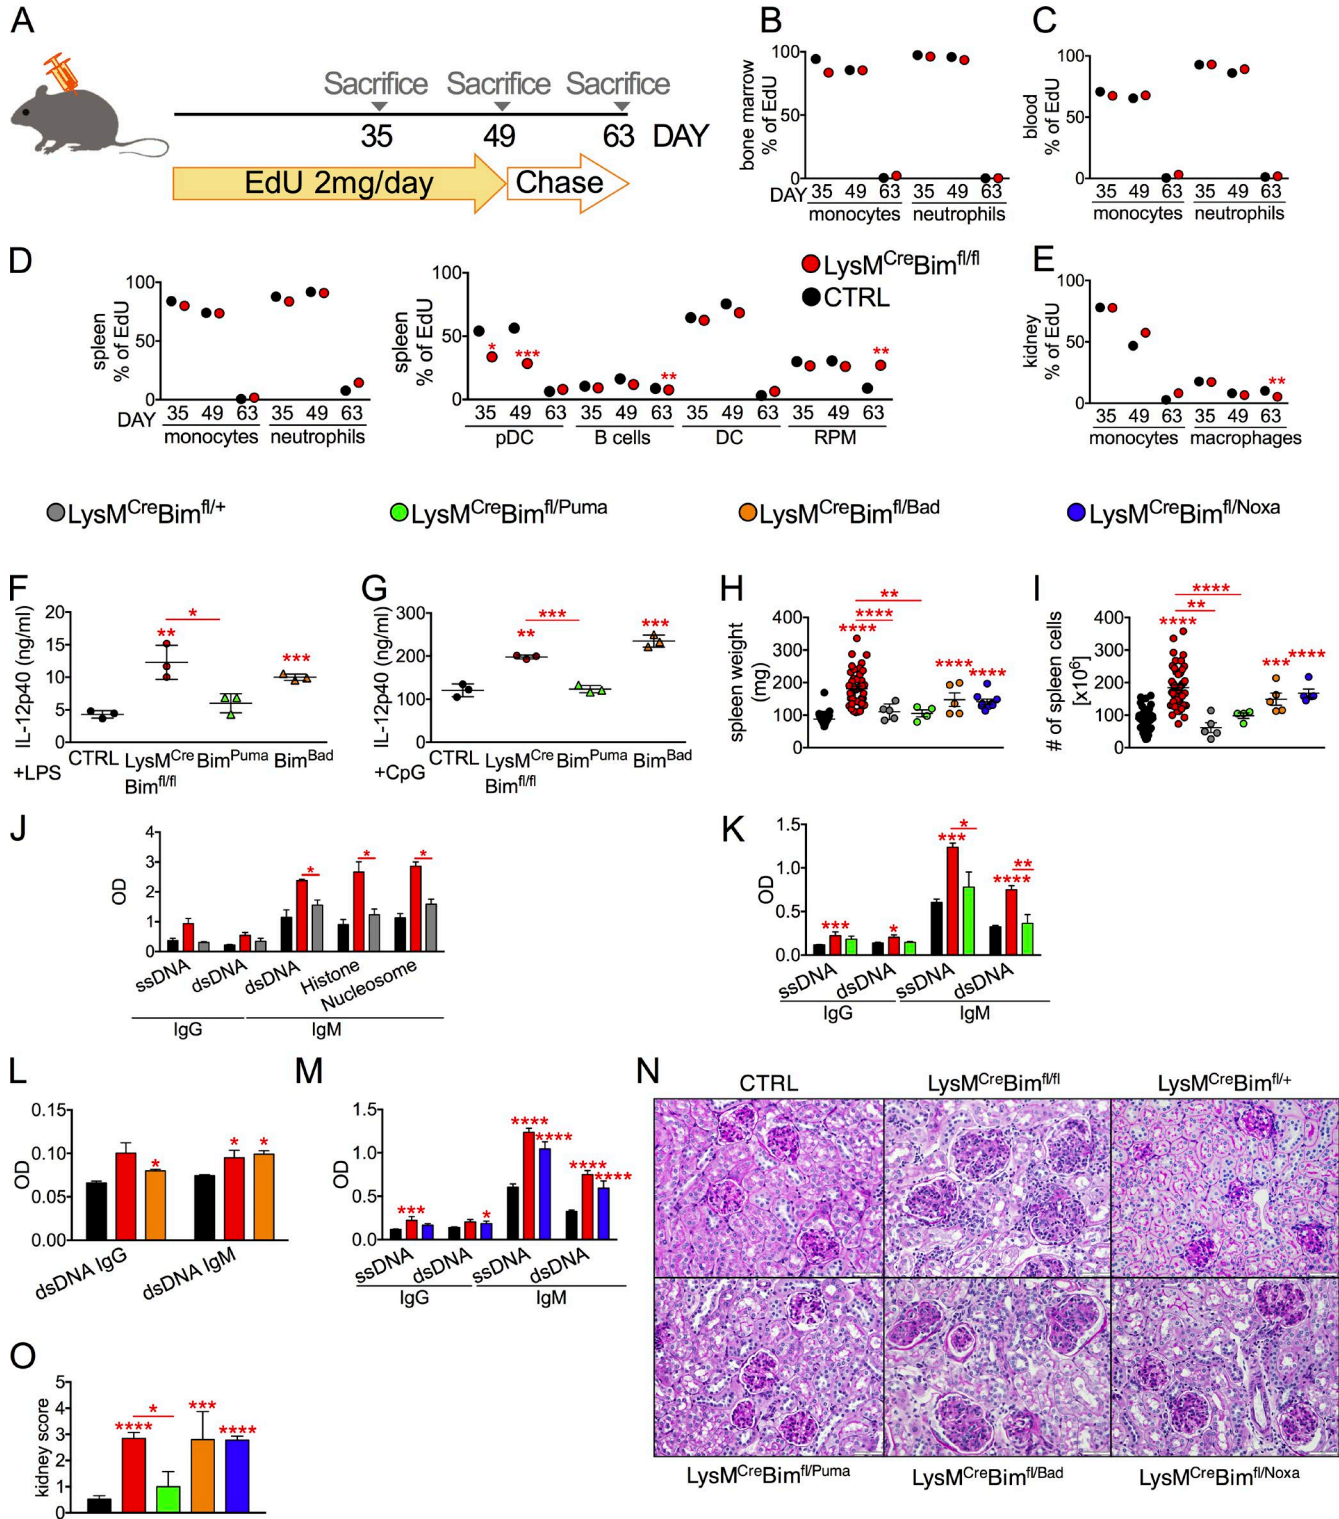 A
Sacrifice Sacrifice Sacrifice
35 49 63 DAY
EdU 2mg/day Chase
B
bone marrow
% of EdU
100
50
0
DAY 35 49 63 35 49 63
monocytes neutrophils
C
blood
% of EdU
100
50
0
35 49 63 35 49 63
monocytes neutrophils
D
spleen
% of EdU
100
50
0
DAY 35 49 63 35 49 63
monocytes neutrophils
spleen
% of EdU
100
50
0
* *** ** **
35 49 63 35 49 63 35 49 63 35 49 63
pDC B cells DC RPM
LysMCreBimfl/fl
CTRL
E
kidney
% of EdU
100
50
0
**
35 49 63 35 49 63
monocytes macrophages
LysMCreBimfl/+ LysMCreBimfl/Puma LysMCreBimfl/Bad LysMCreBimfl/Noxa
F
IL-12p40 (ng/ml)
20
15
10
5
0
** * ***
+LPS CTRL LysMCre BimPuma BimBad
Bimfl/fl
G
IL-12p40 (ng/ml)
300
200
100
0
** *** ***
+CpG CTRL LysMCre BimPuma BimBad
Bimfl/fl
H
spleen weight
(mg)
400
300
200
100
0
**
****
****
****
****
I
# of spleen cells
[x10⁶]
400
300
200
100
0
****
**
****
***
****
J
OD
4
3
2
1
0
* * *
ssDNA dsDNA dsDNA Histone Nucleosome
IgG IgM
K
OD
1.5
1.0
0.5
0.0
*** * *** * **** **
ssDNA dsDNA ssDNA dsDNA
IgG IgM
L
OD
0.15
0.10
0.05
0.00
* * *
dsDNA IgG dsDNA IgM
M
OD
1.5
1.0
0.5
0.0
*** * **** **** **** ****
ssDNA dsDNA ssDNA dsDNA
IgG IgM
N
CTRL LysMCreBimfl/fl LysMCreBimfl/+
LysMCreBimfl/Puma LysMCreBimfl/Bad LysMCreBimfl/Noxa
O
kidney score
5
4
3
2
1
0
**** * *** ****